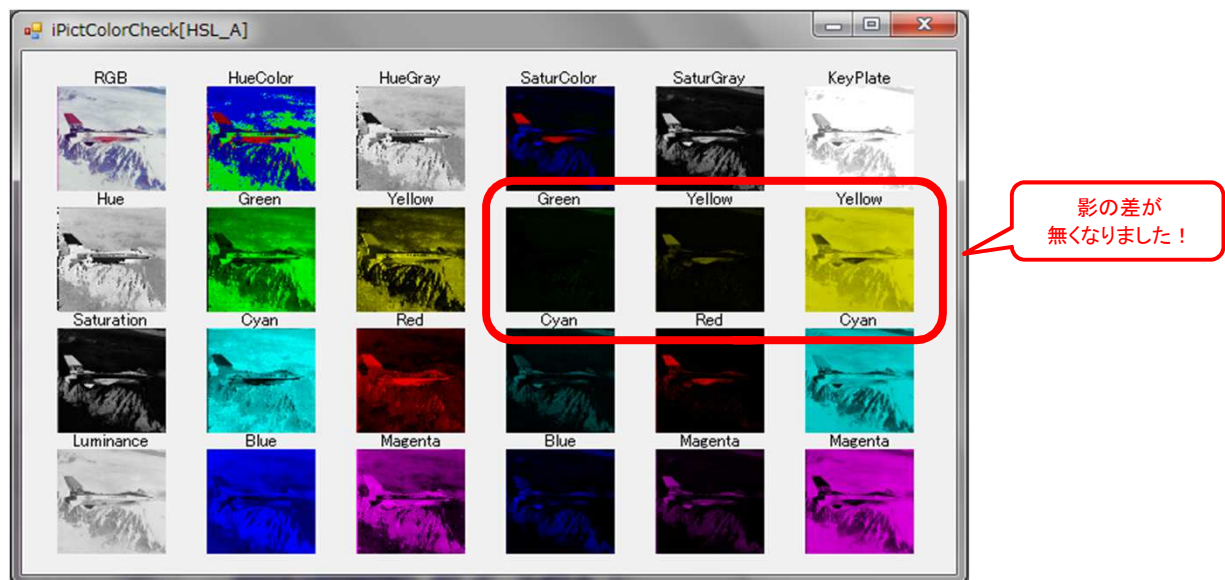 iPictColorCheck[HSL_A]
RGB HueColor HueGray SaturColor SaturGray KeyPlate
Hue Green Yellow Green Yellow Yellow
Saturation Cyan Red Cyan Red Cyan
Luminance Blue Magenta Blue Magenta Magenta
影の差が
無くなりました！